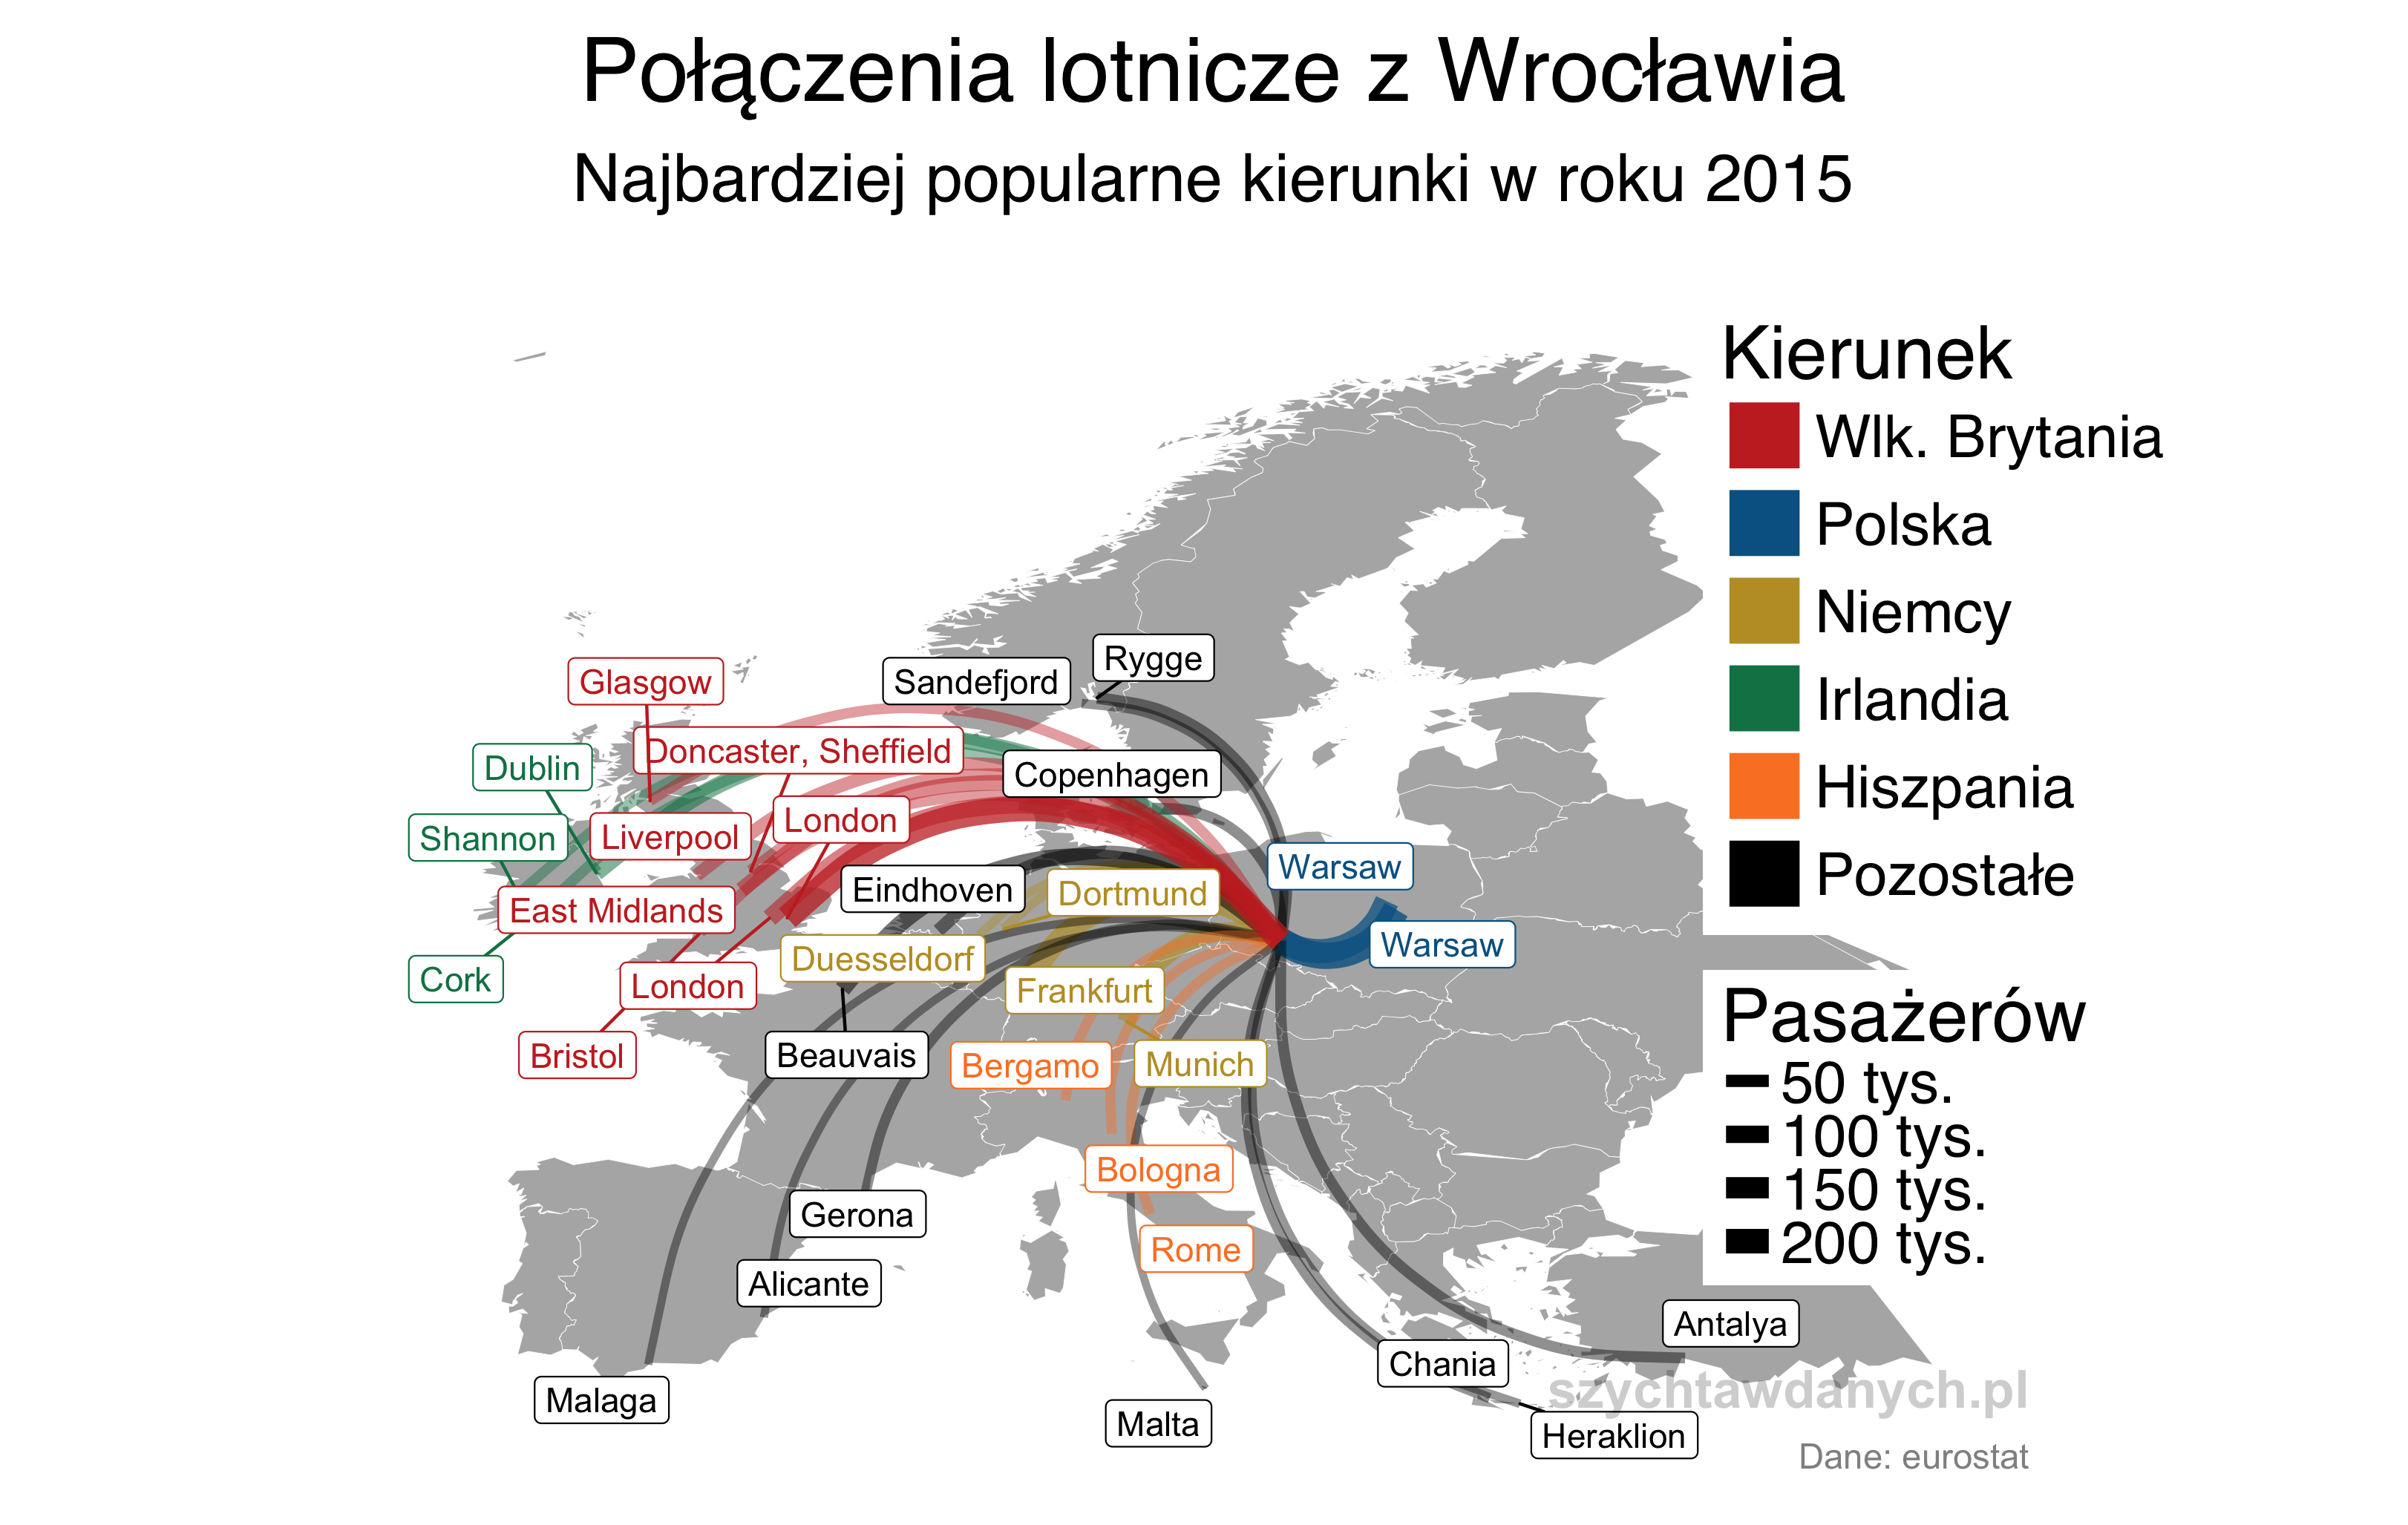 Połączenia lotnicze z Wrocławia
Najbardziej popularne kierunki w roku 2015
Kierunek
Wlk. Brytania
Polska
Niemcy
Irlandia
Hiszpania
Pozostałe
Pasażerów
50 tys.
100 tys.
150 tys.
200 tys.
Rygge
Sandefjord
Glasgow
Doncaster, Sheffield
Dublin
Copenhagen
London
Shannon
Liverpool
Warsaw
Eindhoven
Dortmund
East Midlands
Warsaw
Duesseldorf
Cork
London
Frankfurt
Bristol
Beauvais
Bergamo
Munich
Bologna
Gerona
Rome
Alicante
Antalya
Chania
Malaga
Malta
Heraklion
szychtawdanych.pl
Dane: eurostat